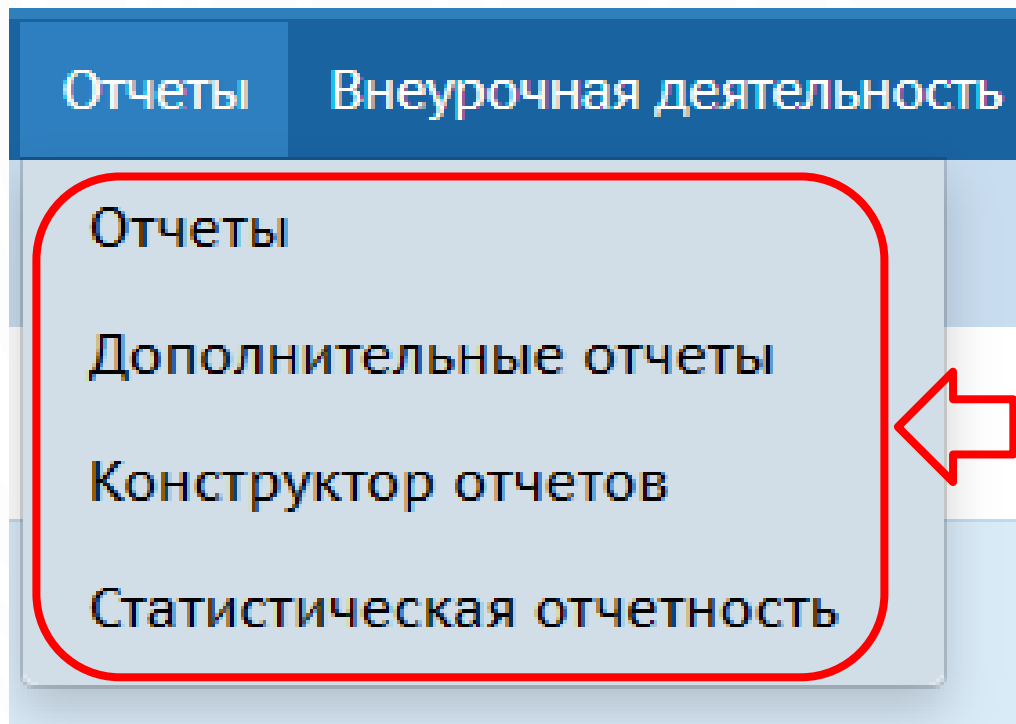 Отчеты Внеурочная деятельность
Отчеты
Дополнительные отчеты
Конструктор отчетов
Статистическая отчетность